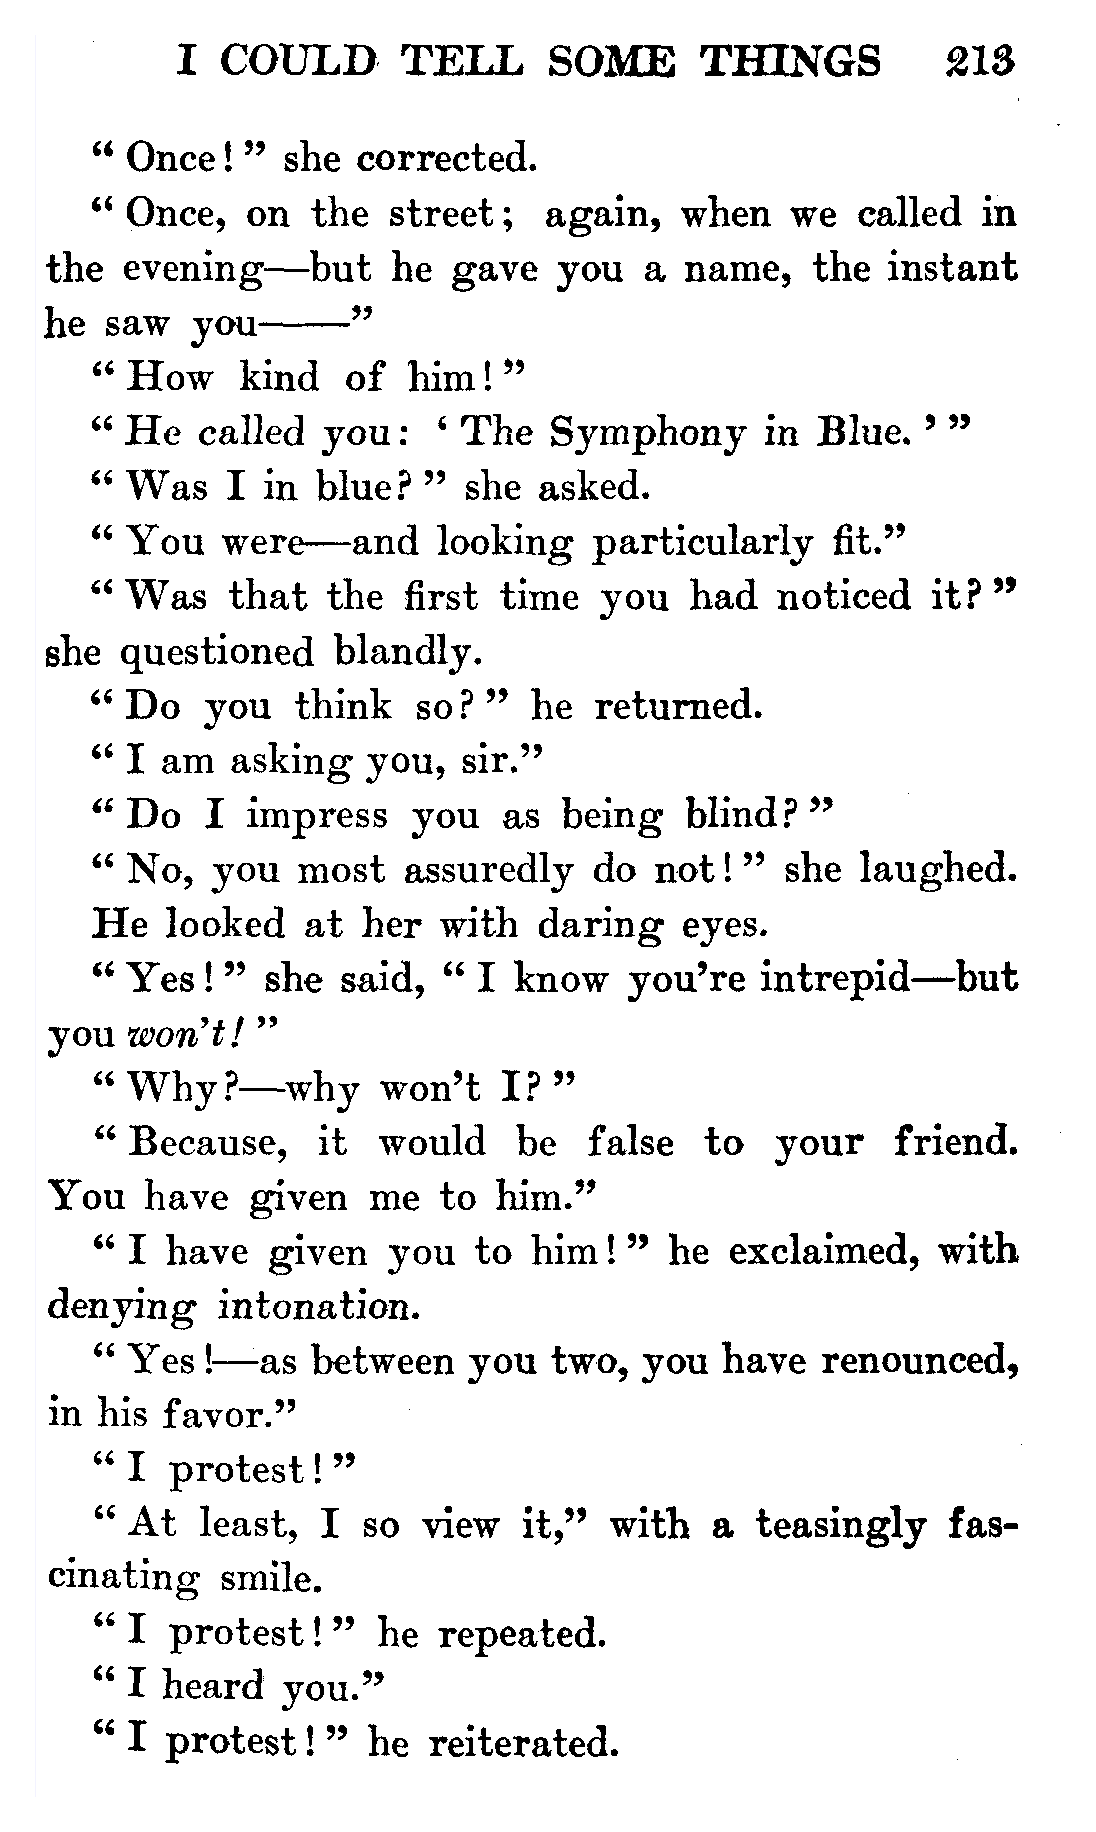 I COULD TELL SOME THINGS 213
“ Once! ” she corrected.
“ Once, on the street; again, when we called in
the evening—but he gave you a name, the instant
he saw you——”
“ How kind of him! ”
“ He called you: ‘ The Symphony in Blue. ’ ”
“ Was I in blue? ” she asked.
“ You were—and looking particularly fit.”
“ Was that the first time you had noticed it? ”
she questioned blandly.
“ Do you think so? ” he returned.
“ I am asking you, sir.”
“ Do I impress you as being blind? ”
“ No, you most assuredly do not! ” she laughed.
He looked at her with daring eyes.
“ Yes! ” she said, “ I know you’re intrepid—but
you won’t! ”
“ Why?—why won’t I? ”
“ Because, it would be false to your friend.
You have given me to him.”
“ I have given you to him! ” he exclaimed, with
denying intonation.
“ Yes!—as between you two, you have renounced,
in his favor.”
“ I protest! ”
“ At least, I so view it,” with a teasingly fas-
cinating smile.
“ I protest! ” he repeated.
“ I heard you.”
“ I protest! ” he reiterated.